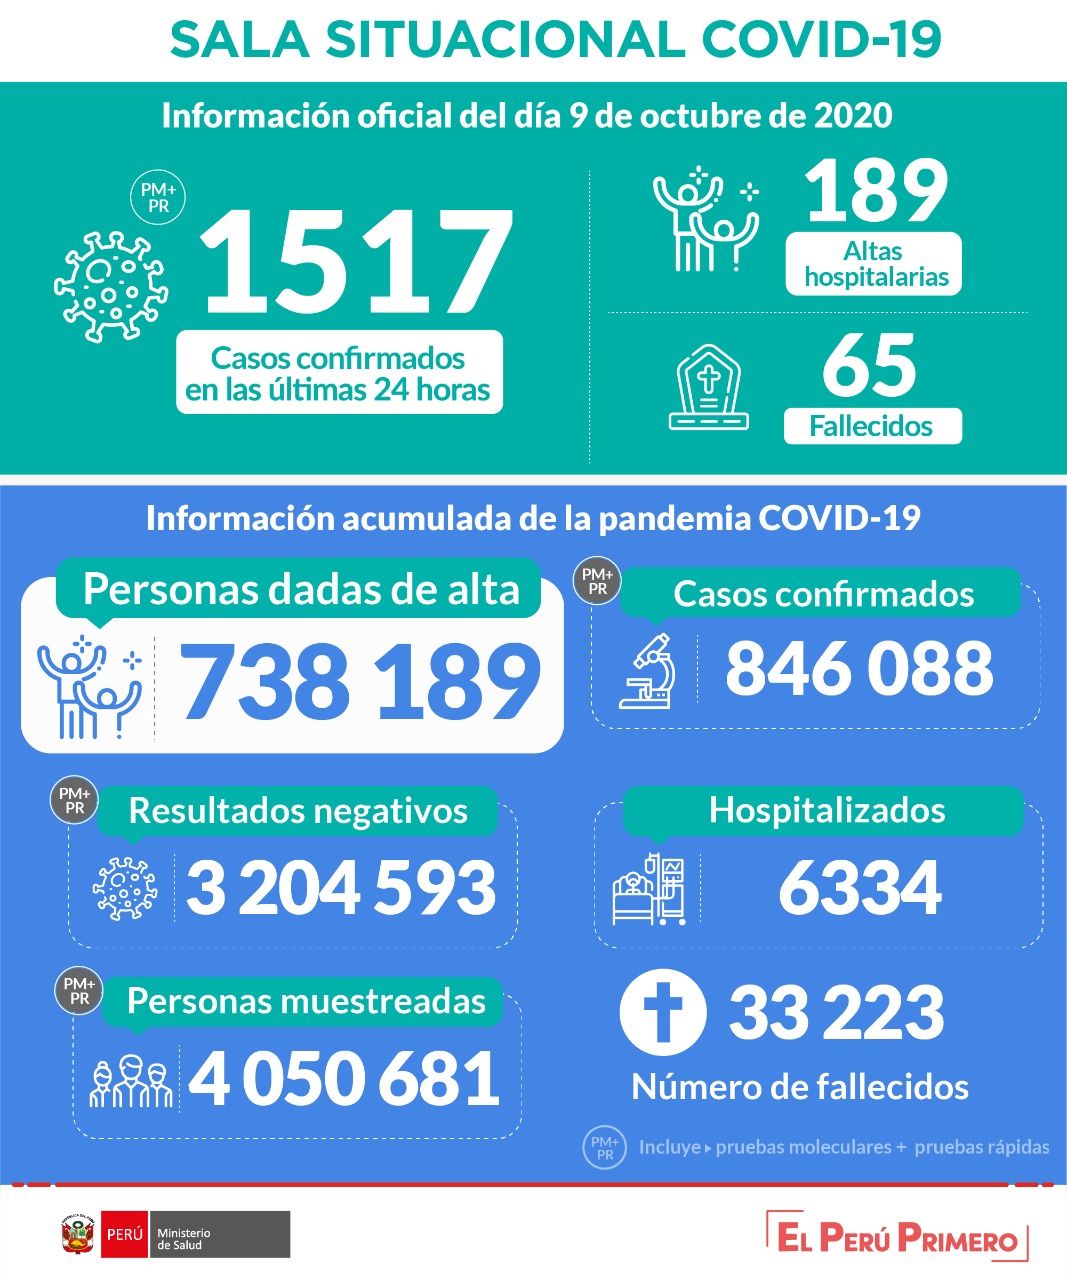 SALA SITUACIONAL COVID-19
Información oficial del día 9 de octubre de 2020
PM+
PR
1517
Casos confirmados
en las últimas 24 horas
189
Altas
hospitalarias
65
Fallecidos
Información acumulada de la pandemia COVID-19
Personas dadas de alta
738 189
PM+
PR
Casos confirmados
846 088
PM+
PR
Resultados negativos
3 204 593
Hospitalizados
6334
PM+
PR
Personas muestreadas
4 050 681
33 223
Número de fallecidos
PM+
PR
Incluye ▸ pruebas moleculares + pruebas rápidas
PERÚ
Ministerio
de Salud
EL PERÚ PRIMERO